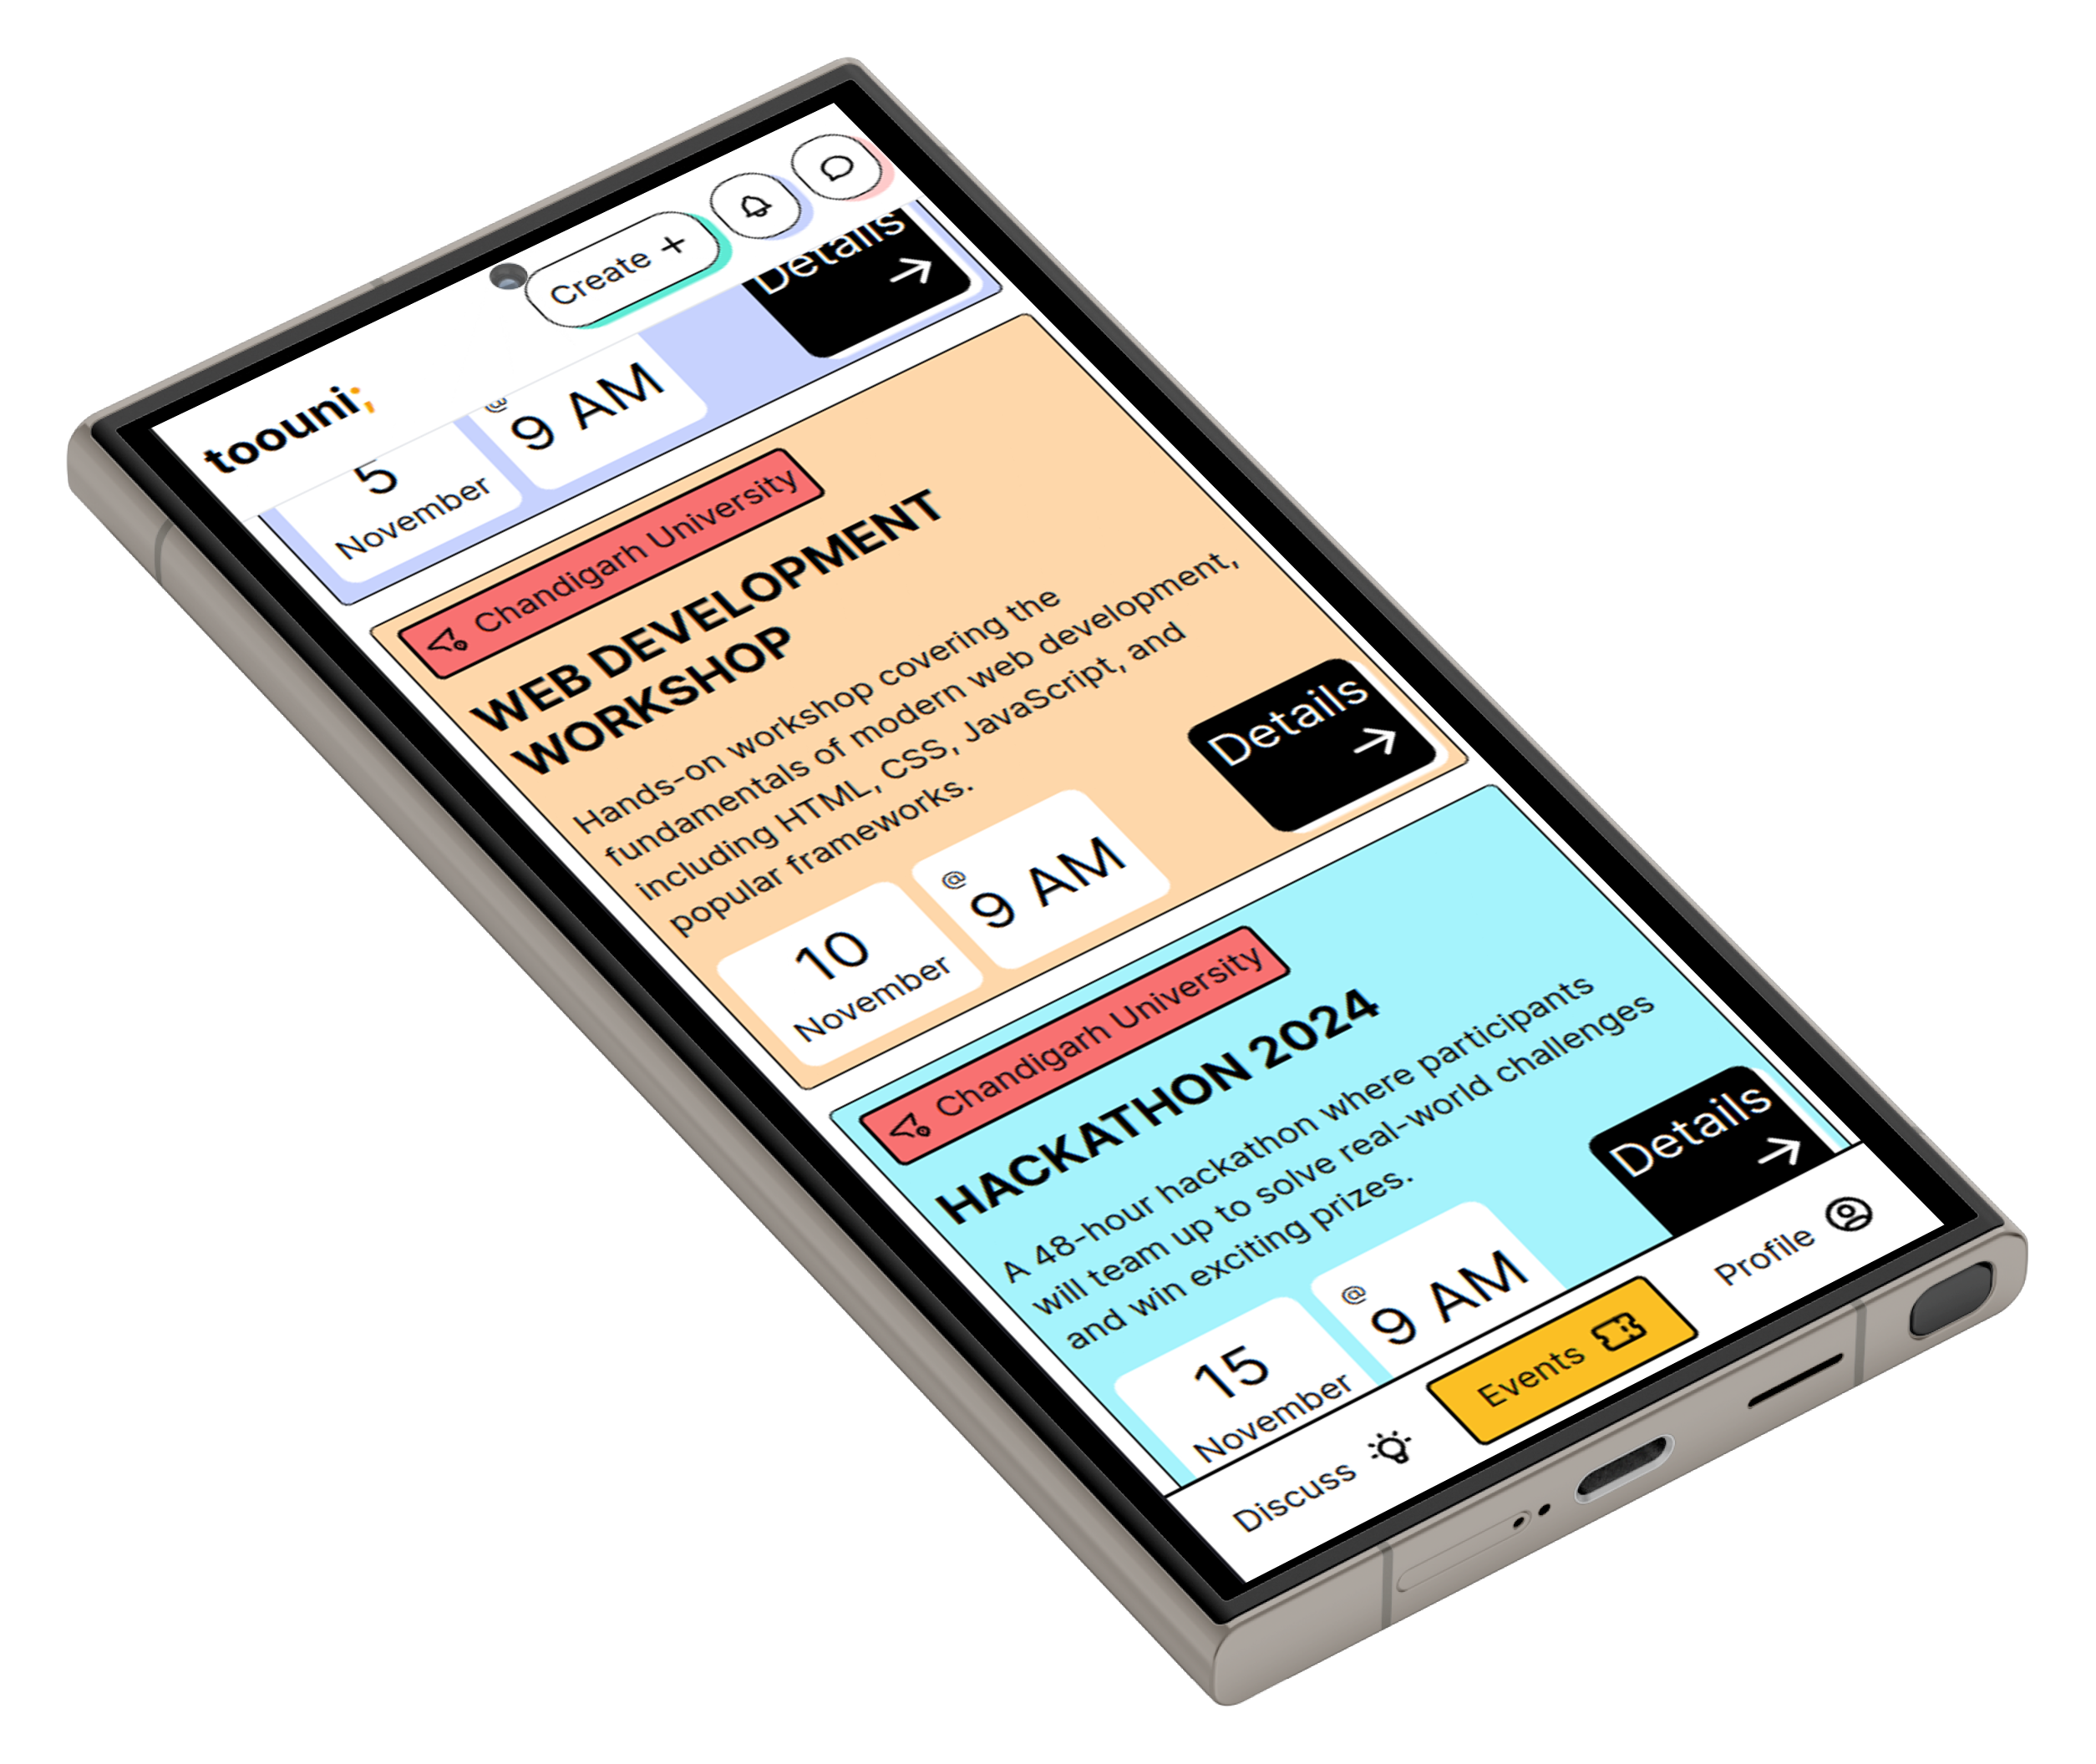 toouni;
Create +
Details
5
November
@
9 AM
Chandigarh University
WEB DEVELOPMENT
WORKSHOP
Hands-on workshop covering the
fundamentals of modern web development,
including HTML, CSS, JavaScript, and
popular frameworks.
Details
10
November
@
9 AM
Chandigarh University
HACKATHON 2024
A 48-hour hackathon where participants
will team up to solve real-world challenges
and win exciting prizes.
Details
15
November
@
9 AM
Discuss
Events
Profile